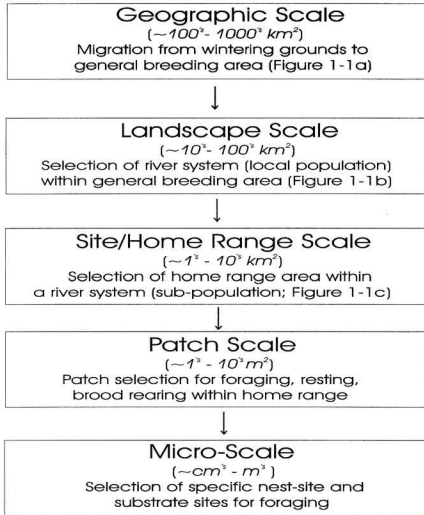 Geographic Scale
(~100's - 1000's km²)
Migration from wintering grounds to
general breeding area (Figure 1-1a)
Landscape Scale
(~10's - 100's km²)
Selection of river system (local population)
within general breeding area (Figure 1-1b)
Site/Home Range Scale
(~1's - 10's km²)
Selection of home range area within
a river system (sub-population; Figure 1-1c)
Patch Scale
(~1's - 10's m²)
Patch selection for foraging, resting,
brood rearing within home range
Micro-Scale
(~cm's - m's)
Selection of specific nest-site and
substrate sites for foraging